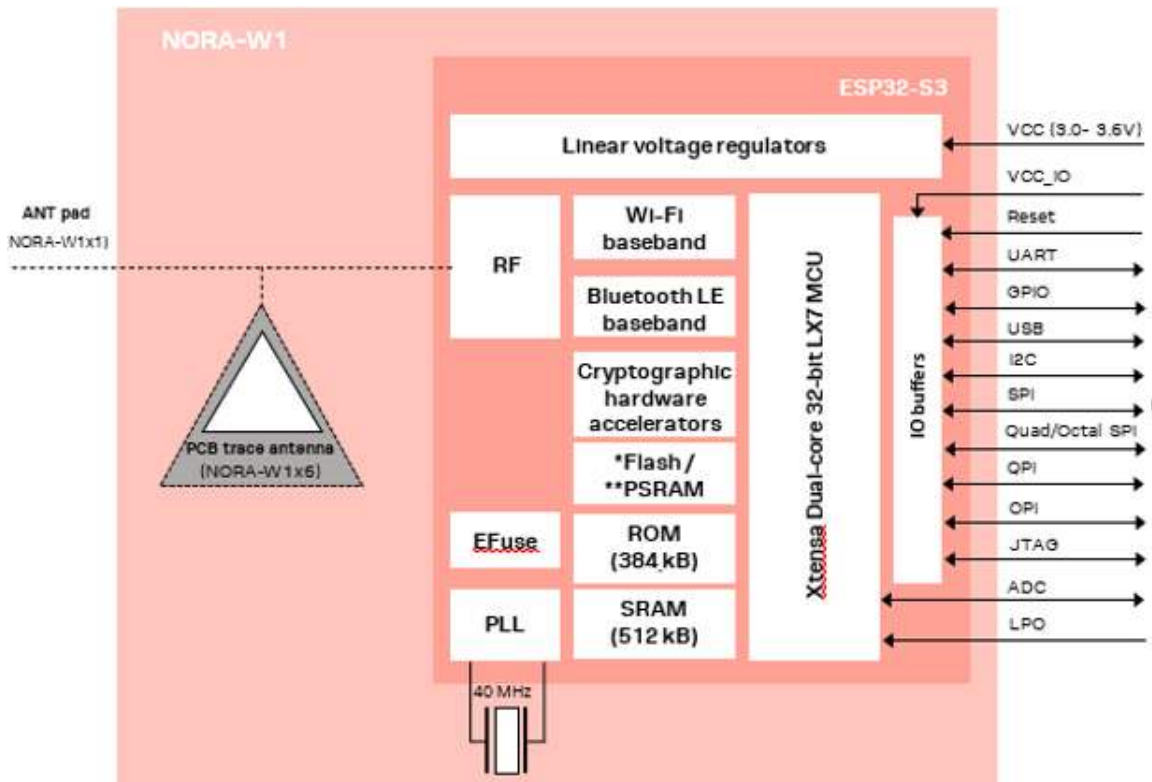 NORA-W1
ESP32-S3
Linear voltage regulators
VCC (3.0- 3.6V)
VCC_IO
ANT pad
NORA-W1x1)
RF
Wi-Fi
baseband
Bluetooth LE
baseband
Cryptographic
hardware
accelerators
*Flash /
**PSRAM
EFuse
ROM
(384 kB)
PLL
SRAM
(512 kB)
40 MHz
Xtensa Dual-core 32-bit LX7 MCU
IO buffers
PCB trace antenna
(NORA-W1x6)
Reset
UART
GPIO
USB
I2C
SPI
Quad/Octal SPI
QPI
OPI
JTAG
ADC
LPO